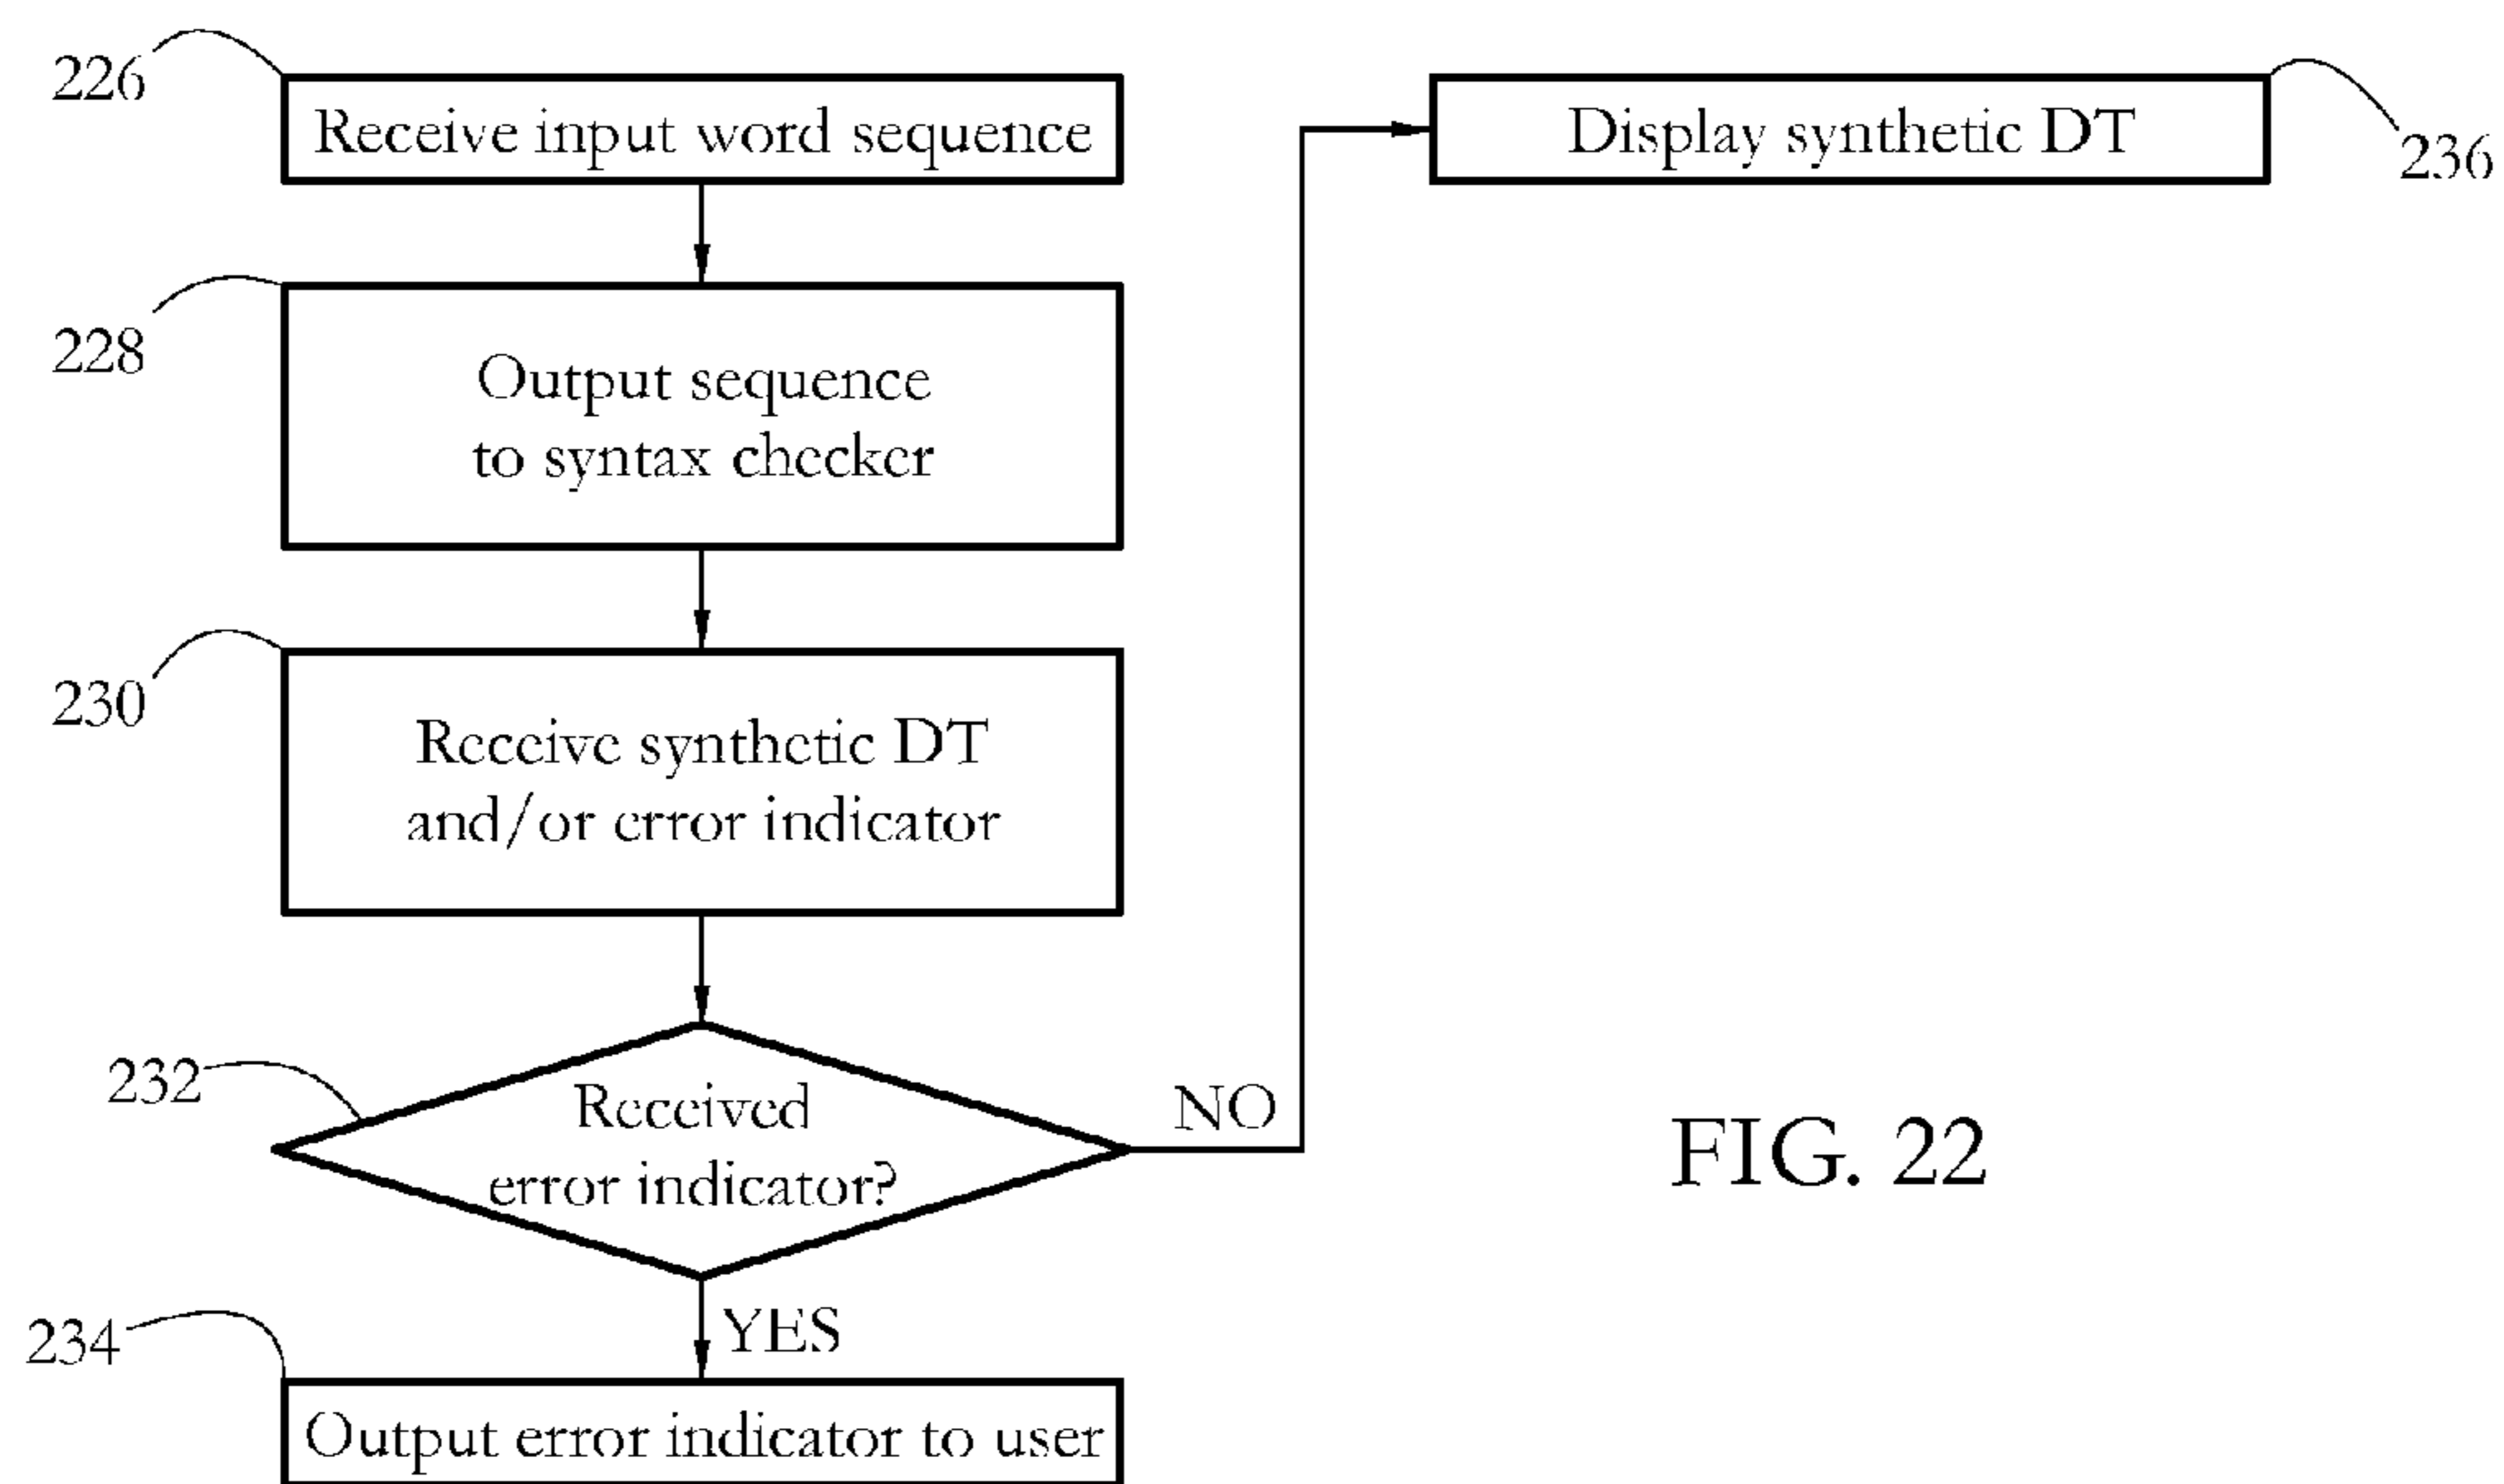 226
Receive input word sequence
228
Output sequence
to syntax checker
230
Receive synthetic DT
and/or error indicator
232
Received
error indicator?
NO
YES
234
Output error indicator to user
Display synthetic DT
236
FIG. 22